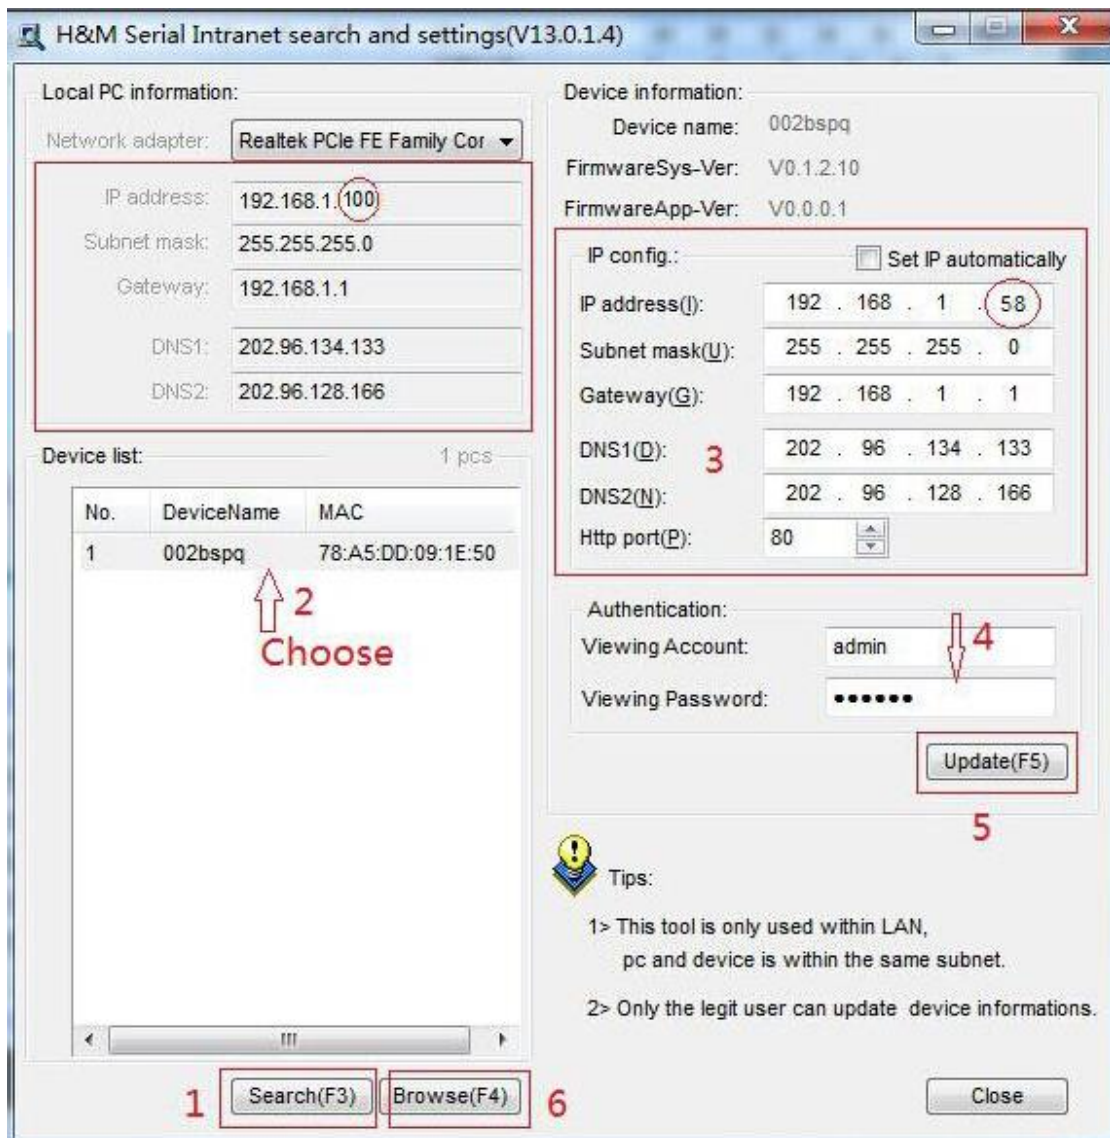 H&M Serial Intranet search and settings(V13.0.1.4)
Local PC information:
Network adapter: Realtek PCIe FE Family Cor
IP address: 192.168.1.100
Subnet mask: 255.255.255.0
Gateway: 192.168.1.1
DNS1: 202.96.134.133
DNS2: 202.96.128.166
Device list: 1 pcs
No. DeviceName MAC
1 002bspq 78:A5:DD:09:1E:50
2
Choose
1 Search(F3) Browse(F4) 6
Device information:
Device name: 002bspq
FirmwareSys-Ver: V0.1.2.10
FirmwareApp-Ver: V0.0.0.1
IP config.: Set IP automatically
IP address(I): 192 . 168 . 1 . 58
Subnet mask(U): 255 . 255 . 255 . 0
Gateway(G): 192 . 168 . 1 . 1
DNS1(D): 202 . 96 . 134 . 133
3
DNS2(N): 202 . 96 . 128 . 166
Http port(P): 80
Authentication:
Viewing Account: admin
4
Viewing Password: ●●●●●●
Update(F5)
5
Tips:
1> This tool is only used within LAN,
pc and device is within the same subnet.
2> Only the legit user can update device informations.
Close